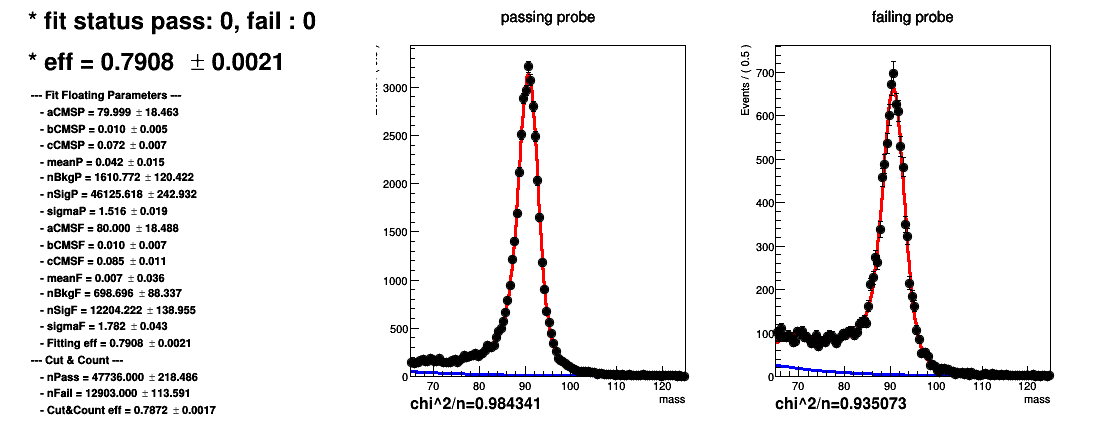 * fit status pass: 0, fail : 0
* eff = 0.7908 ± 0.0021
--- Fit Floating Parameters ---
- aCMSP = 79.999 ± 18.463
- bCMSP = 0.010 ± 0.005
- cCMSP = 0.072 ± 0.007
- meanP = 0.042 ± 0.015
- nBkgP = 1610.772 ± 120.422
- nSigP = 46125.618 ± 242.932
- sigmaP = 1.516 ± 0.019
- aCMSF = 80.000 ± 18.488
- bCMSF = 0.010 ± 0.007
- cCMSF = 0.085 ± 0.011
- meanF = 0.007 ± 0.036
- nBkgF = 698.696 ± 88.337
- nSigF = 12204.222 ± 138.955
- sigmaF = 1.782 ± 0.043
- Fitting eff = 0.7908 ± 0.0021
--- Cut & Count ---
- nPass = 47736.000 ± 218.486
- nFail = 12903.000 ± 113.591
- Cut&Count eff = 0.7872 ± 0.0017
passing probe
3000
2500
2000
1500
1000
500
0
70 80 90 100 110 120
mass
chi^2/n=0.984341
failing probe
Events / ( 0.5 )
700
600
500
400
300
200
100
0
70 80 90 100 110 120
mass
chi^2/n=0.935073